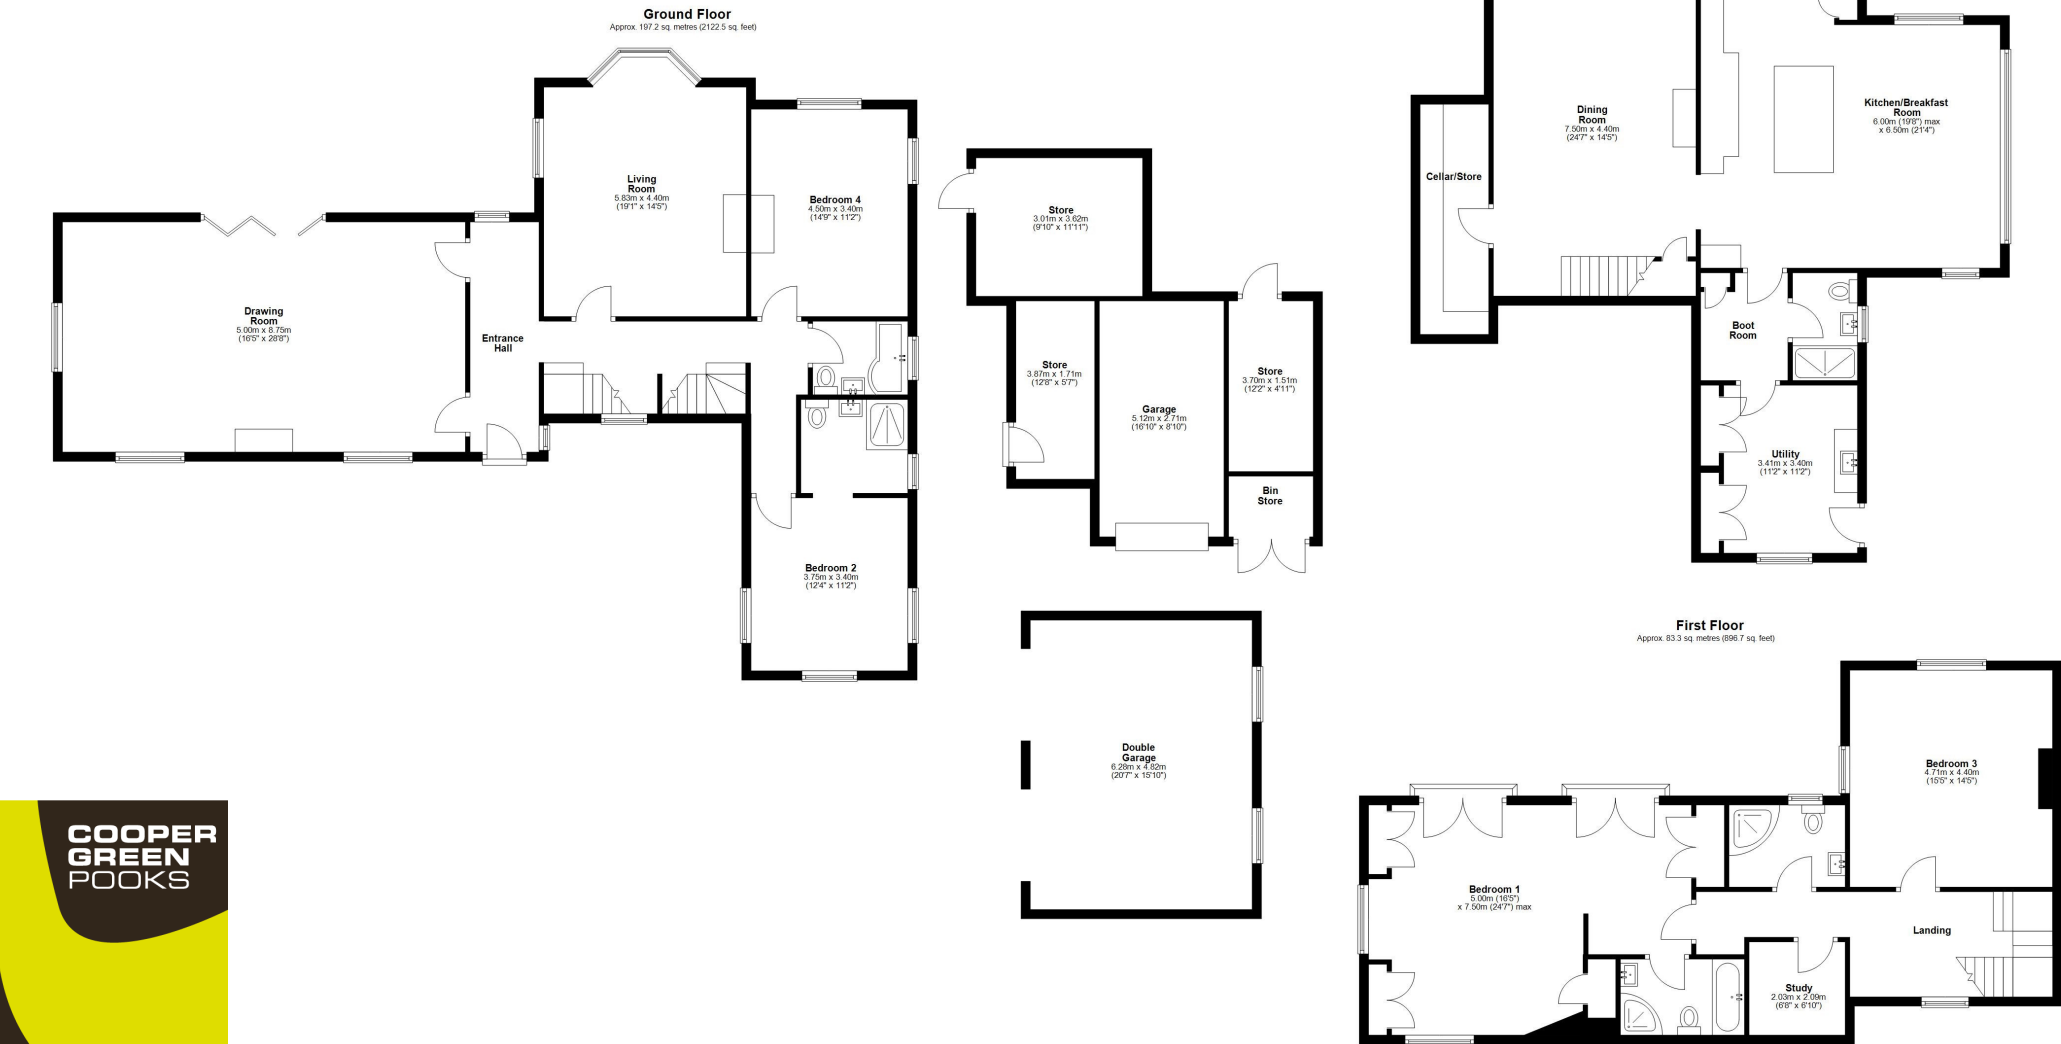 Ground Floor
Approx. 197.2 sq. metres (2122.5 sq. feet)
Living
Room
5.83m x 4.40m
(19'1" x 14'5")
Bedroom 4
4.50m x 3.40m
(14'9" x 11'2")
Drawing
Room
5.00m x 8.75m
(16'5" x 28'8")
Entrance
Hall
Bedroom 2
3.75m x 3.40m
(12'4" x 11'2")
Store
3.01m x 3.62m
(9'10" x 11'11")
Store
3.87m x 1.71m
(12'8" x 5'7")
Garage
5.12m x 2.71m
(16'10" x 8'10")
Store
3.70m x 1.51m
(12'2" x 4'11")
Bin
Store
Double
Garage
6.28m x 4.82m
(20'7" x 15'10")
Dining
Room
7.50m x 4.40m
(24'7" x 14'5")
Kitchen/Breakfast
Room
6.00m (19'8") max
x 6.50m (21'4")
Cellar/Store
Boot
Room
Utility
3.41m x 3.40m
(11'2" x 11'2")
First Floor
Approx. 83.3 sq. metres (896.7 sq. feet)
Bedroom 3
4.71m x 4.40m
(15'5" x 14'5")
Bedroom 1
5.00m (16'5")
x 7.50m (24'7") max
Landing
Study
2.03m x 2.09m
(6'8" x 6'10")
COOPER
GREEN
POOKS